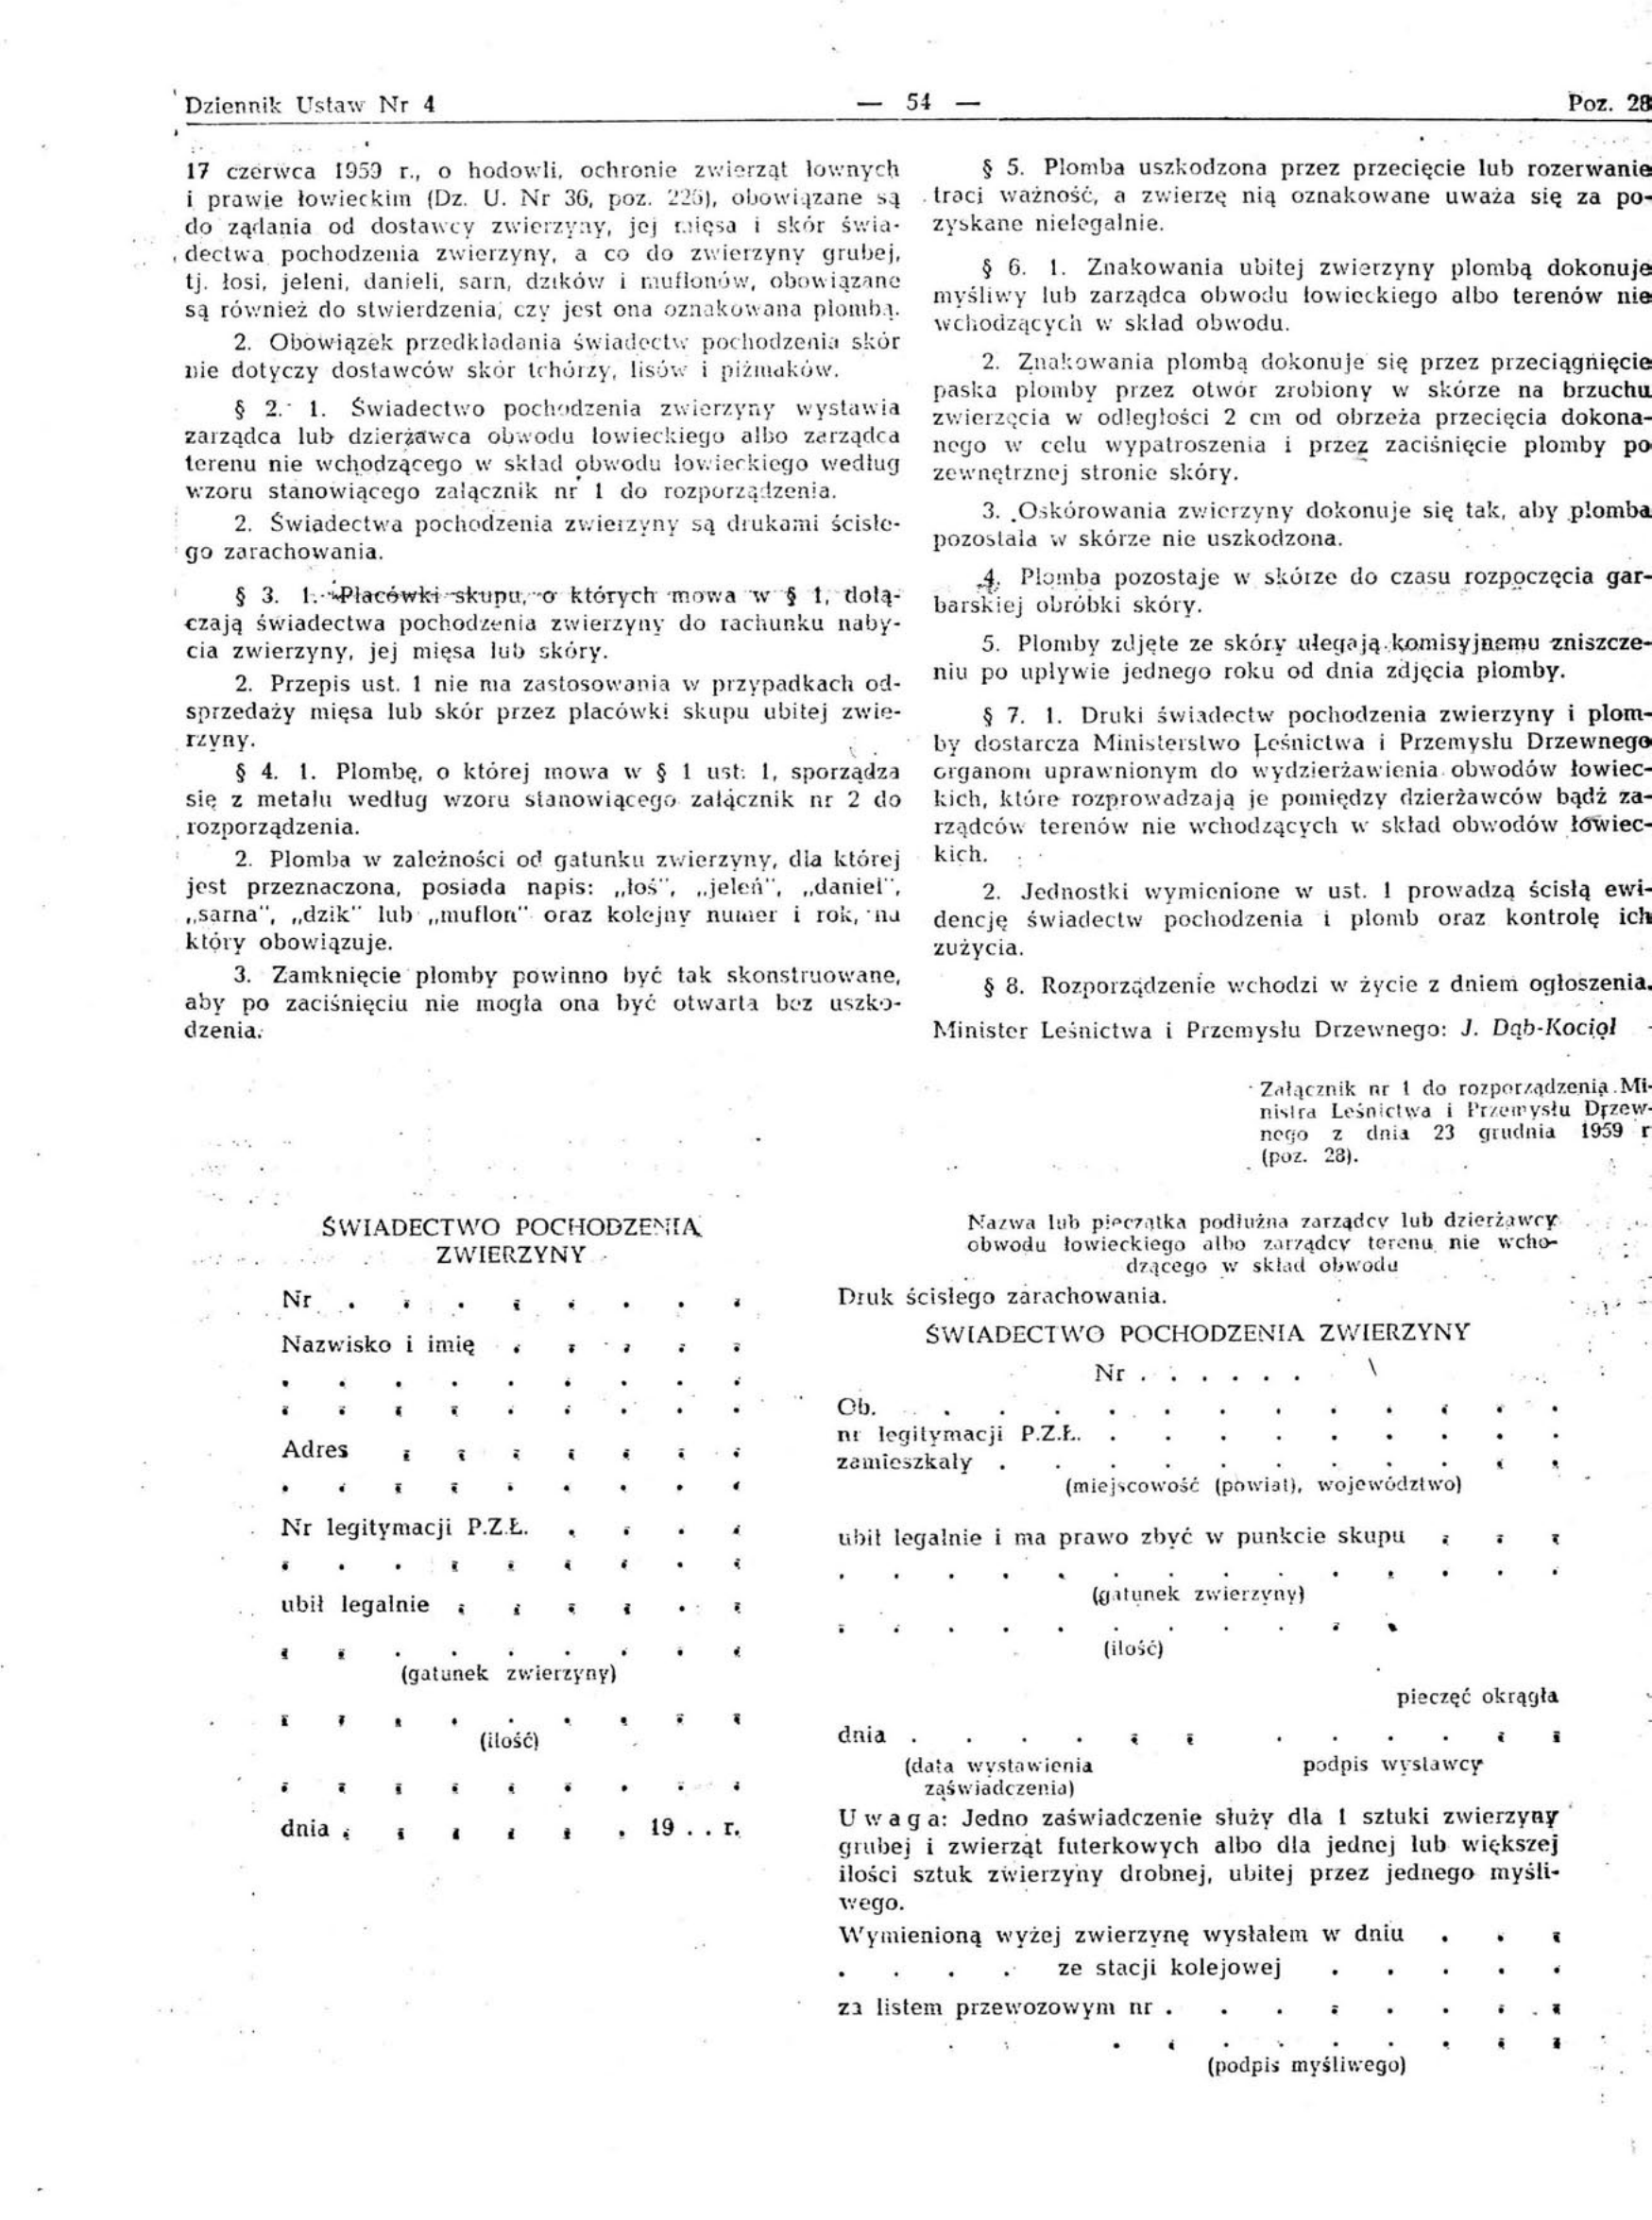 Dziennik Ustaw Nr 4 — 54 — Poz. 28
17 czerwca 1959 r., o hodowli, ochronie zwierząt łownych
i prawie łowieckim (Dz. U. Nr 36, poz. 226), obowiązane są
do żądania od dostawcy zwierzyny, jej mięsa i skór świa-
dectwa pochodzenia zwierzyny, a co do zwierzyny grubej,
tj. łosi, jeleni, danieli, sarn, dzików i muflonów, obowiązane
są również do stwierdzenia, czy jest ona oznakowana plombą.
2. Obowiązek przedkładania świadectw pochodzenia skór
nie dotyczy dostawców skór tchórzy, lisów i piżmaków.
§ 2. 1. Świadectwo pochodzenia zwierzyny wystawia
zarządca lub dzierżawca obwodu łowieckiego albo zarządca
terenu nie wchodzącego w skład obwodu łowieckiego według
wzoru stanowiącego załącznik nr 1 do rozporządzenia.
2. Świadectwa pochodzenia zwierzyny są drukami ścisłe-
go zarachowania.
§ 3. 1. Placówki skupu, o których mowa w § 1, dołą-
czają świadectwa pochodzenia zwierzyny do rachunku naby-
cia zwierzyny, jej mięsa lub skóry.
2. Przepis ust. 1 nie ma zastosowania w przypadkach od-
sprzedaży mięsa lub skór przez placówki skupu ubitej zwie-
rzyny.
§ 4. 1. Plombę, o której mowa w § 1 ust. 1, sporządza
się z metalu według wzoru stanowiącego załącznik nr 2 do
rozporządzenia.
2. Plomba w zależności od gatunku zwierzyny, dla której
jest przeznaczona, posiada napis: „łoś", „jeleń", „daniel",
„sarna", „dzik" lub „muflon" oraz kolejny numer i rok, na
który obowiązuje.
3. Zamknięcie plomby powinno być tak skonstruowane,
aby po zaciśnięciu nie mogła ona być otwarta bez uszko-
dzenia.
§ 5. Plomba uszkodzona przez przecięcie lub rozerwanie
traci ważność, a zwierzę nią oznakowane uważa się za po-
zyskane nielegalnie.
§ 6. 1. Znakowania ubitej zwierzyny plombą dokonuje
myśliwy lub zarządca obwodu łowieckiego albo terenów nie
wchodzących w skład obwodu.
2. Znakowania plombą dokonuje się przez przeciągnięcie
paska plomby przez otwór zrobiony w skórze na brzuchu
zwierzęcia w odległości 2 cm od obrzeża przecięcia dokona-
nego w celu wypatroszenia i przez zaciśnięcie plomby po
zewnętrznej stronie skóry.
3. Oskórowania zwierzyny dokonuje się tak, aby plomba
pozostała w skórze nie uszkodzona.
4. Plomba pozostaje w skórze do czasu rozpoczęcia gar-
barskiej obróbki skóry.
5. Plomby zdjęte ze skóry ulegają komisyjnemu zniszcze-
niu po upływie jednego roku od dnia zdjęcia plomby.
§ 7. 1. Druki świadectw pochodzenia zwierzyny i plom-
by dostarcza Ministerstwo Leśnictwa i Przemysłu Drzewnego
organom uprawnionym do wydzierżawienia obwodów łowiec-
kich, które rozprowadzają je pomiędzy dzierżawców bądź za-
rządców terenów nie wchodzących w skład obwodów łowiec-
kich.
2. Jednostki wymienione w ust. 1 prowadzą ścisłą ewi-
dencję świadectw pochodzenia i plomb oraz kontrolę ich
zużycia.
§ 8. Rozporządzenie wchodzi w życie z dniem ogłoszenia.
Minister Leśnictwa i Przemysłu Drzewnego: J. Dąb-Kocioł
Załącznik nr 1 do rozporządzenia Mi-
nistra Leśnictwa i Przemysłu Drzew-
nego z dnia 23 grudnia 1959 r
(poz. 28).
ŚWIADECTWO POCHODZENIA
ZWIERZYNY
Nr . . . . . . . .
Nazwisko i imię . . . . .
. . . . . . . . .
. . . . . . . . .
Adres . . . . . . .
. . . . . . . . .
Nr legitymacji P.Z.Ł. . . . .
. . . . . . . . .
ubił legalnie . . . . . .
. . . . . . . . .
(gatunek zwierzyny)
. . . . . . . . .
(ilość)
. . . . . . . . .
dnia . . . . . . 19 . . r.
Nazwa lub pieczątka podłużna zarządcy lub dzierżawcy
obwodu łowieckiego albo zarządcy terenu nie wcho-
dzącego w skład obwodu
Druk ścisłego zarachowania.
ŚWIADECTWO POCHODZENIA ZWIERZYNY
Nr . . . . . .
Ob. . . . . . . . . . . . .
nr legitymacji P.Z.Ł. . . . . . . . . .
zamieszkały . . . . . . . . . . .
(miejscowość (powiat), województwo)
ubił legalnie i ma prawo zbyć w punkcie skupu . . .
. . . . . . . . . . . . . .
(gatunek zwierzyny)
. . . . . . . . . . .
(ilość)
pieczęć okrągła
dnia . . . . . . . . . . . .
(data wystawienia podpis wystawcy
zaświadczenia)
Uwaga: Jedno zaświadczenie służy dla 1 sztuki zwierzyny
grubej i zwierząt futerkowych albo dla jednej lub większej
ilości sztuk zwierzyny drobnej, ubitej przez jednego myśli-
wego.
Wymienioną wyżej zwierzynę wysłałem w dniu . . .
. . . . ze stacji kolejowej . . . . .
za listem przewozowym nr . . . . . . . .
. . . . . . . . .
(podpis myśliwego)